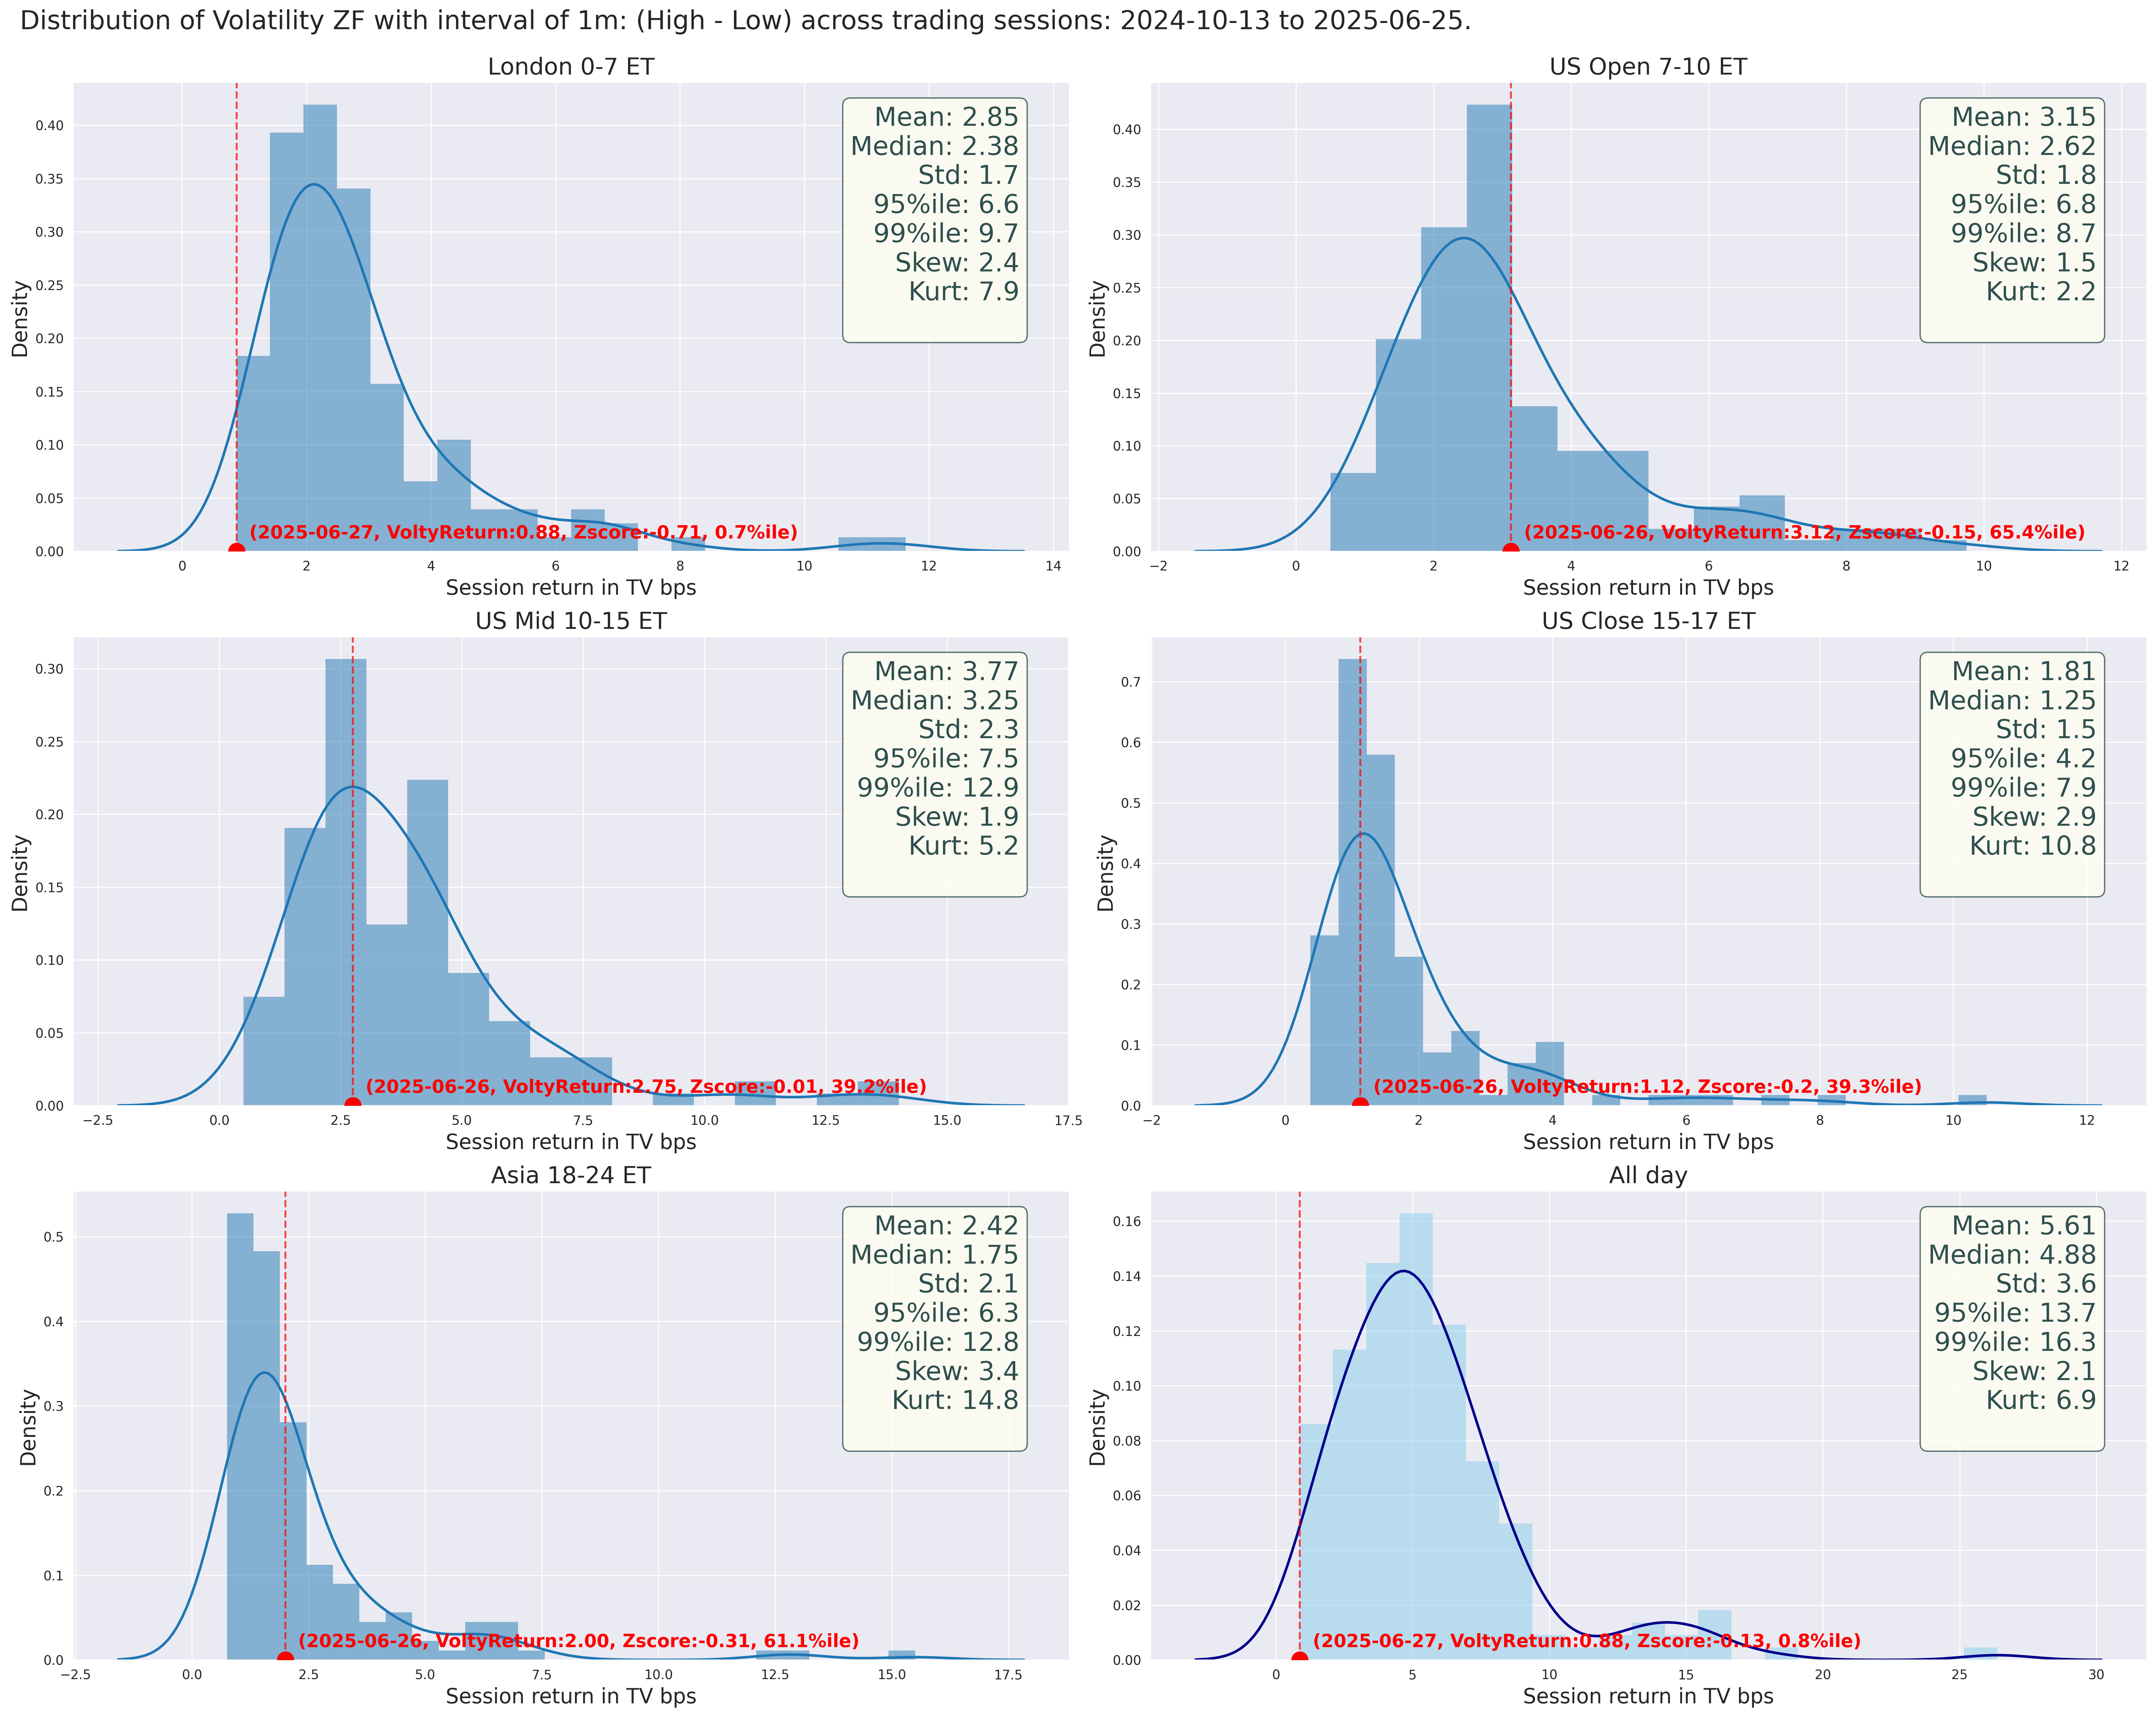 Distribution of Volatility ZF with interval of 1m: (High - Low) across trading sessions: 2024-10-13 to 2025-06-25.
London 0-7 ET
Density
0.40
0.35
0.30
0.25
0.20
0.15
0.10
0.05
0.00
Mean: 2.85
Median: 2.38
Std: 1.7
95%ile: 6.6
99%ile: 9.7
Skew: 2.4
Kurt: 7.9
(2025-06-27, VoltyReturn:0.88, Zscore:-0.71, 0.7%ile)
0 2 4 6 8 10 12 14
Session return in TV bps
US Open 7-10 ET
Density
0.40
0.35
0.30
0.25
0.20
0.15
0.10
0.05
0.00
Mean: 3.15
Median: 2.62
Std: 1.8
95%ile: 6.8
99%ile: 8.7
Skew: 1.5
Kurt: 2.2
(2025-06-26, VoltyReturn:3.12, Zscore:-0.15, 65.4%ile)
−2 0 2 4 6 8 10 12
Session return in TV bps
US Mid 10-15 ET
Density
0.30
0.25
0.20
0.15
0.10
0.05
0.00
Mean: 3.77
Median: 3.25
Std: 2.3
95%ile: 7.5
99%ile: 12.9
Skew: 1.9
Kurt: 5.2
(2025-06-26, VoltyReturn:2.75, Zscore:-0.01, 39.2%ile)
−2.5 0.0 2.5 5.0 7.5 10.0 12.5 15.0 17.5
Session return in TV bps
US Close 15-17 ET
Density
0.7
0.6
0.5
0.4
0.3
0.2
0.1
0.0
Mean: 1.81
Median: 1.25
Std: 1.5
95%ile: 4.2
99%ile: 7.9
Skew: 2.9
Kurt: 10.8
(2025-06-26, VoltyReturn:1.12, Zscore:-0.2, 39.3%ile)
−2 0 2 4 6 8 10 12
Session return in TV bps
Asia 18-24 ET
Density
0.5
0.4
0.3
0.2
0.1
0.0
Mean: 2.42
Median: 1.75
Std: 2.1
95%ile: 6.3
99%ile: 12.8
Skew: 3.4
Kurt: 14.8
(2025-06-26, VoltyReturn:2.00, Zscore:-0.31, 61.1%ile)
−2.5 0.0 2.5 5.0 7.5 10.0 12.5 15.0 17.5
Session return in TV bps
All day
Density
0.16
0.14
0.12
0.10
0.08
0.06
0.04
0.02
0.00
Mean: 5.61
Median: 4.88
Std: 3.6
95%ile: 13.7
99%ile: 16.3
Skew: 2.1
Kurt: 6.9
(2025-06-27, VoltyReturn:0.88, Zscore:-0.13, 0.8%ile)
0 5 10 15 20 25 30
Session return in TV bps